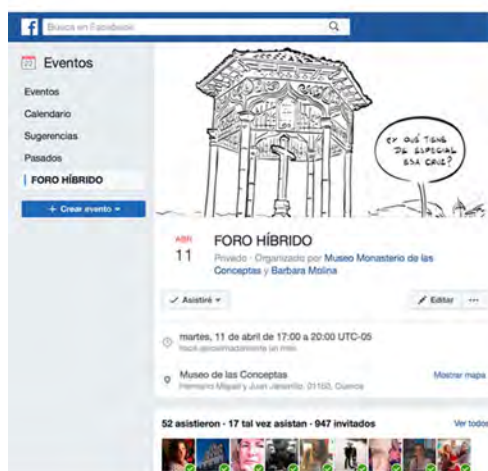 f
Busca en Facebook
Eventos
Eventos
Calendario
Sugerencias
Pasados
FORO HÍBRIDO
+ Crear evento
¿Y QUÉ TIENE
DE ESPECIAL
ESA CRUZ?
ABR
11
FORO HÍBRIDO
Privado · Organizado por Museo Monasterio de las
Conceptas y Barbara Molina
Asistiré
Editar
martes, 11 de abril de 17:00 a 20:00 UTC-05
hace aproximadamente un mes
Museo de las Conceptas
Mostrar mapa
Hermano Miguel y Juan Jaramillo, 01150, Cuenca
52 asistieron · 17 tal vez asistan · 947 invitados
Ver todos